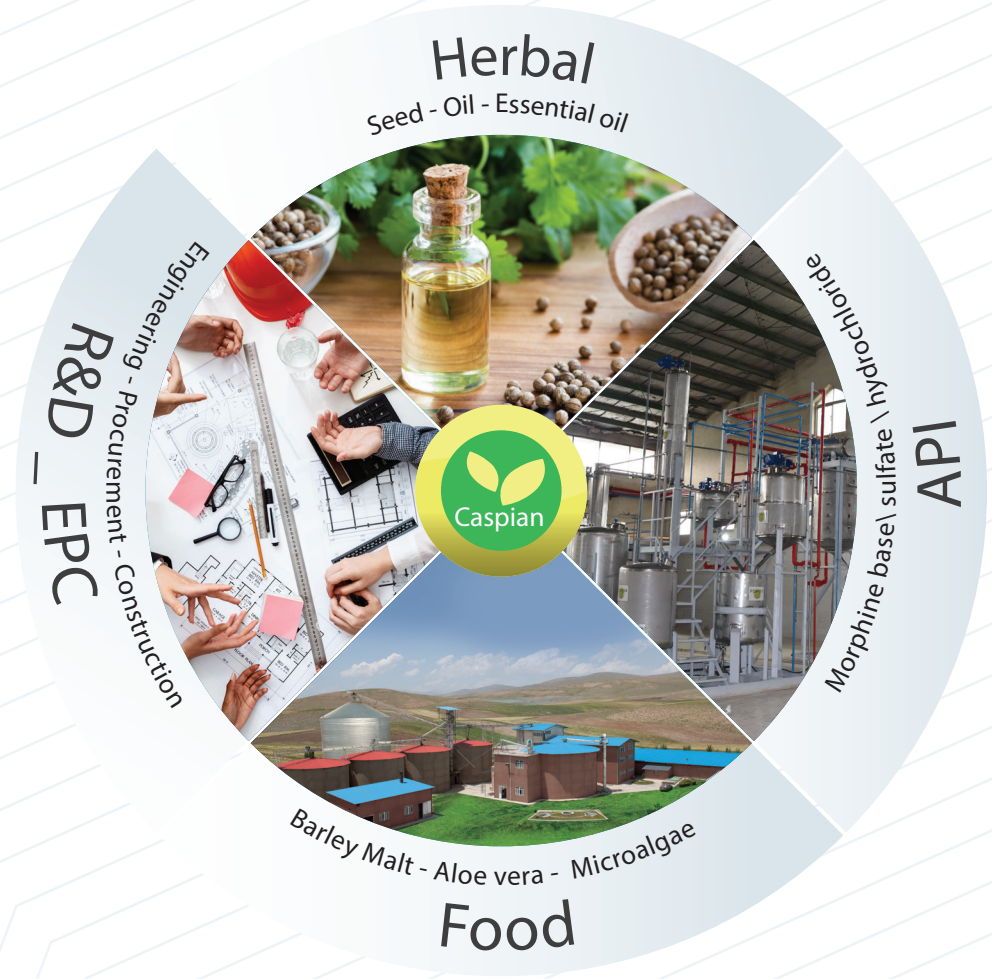 Herbal
Seed - Oil - Essential oil
API
Morphine base\ sulfate \ hydrochloride
Caspian
R&D _ EPC
Engineering - Procurement - Construction
Barley Malt - Aloe vera - Microalgae
Food